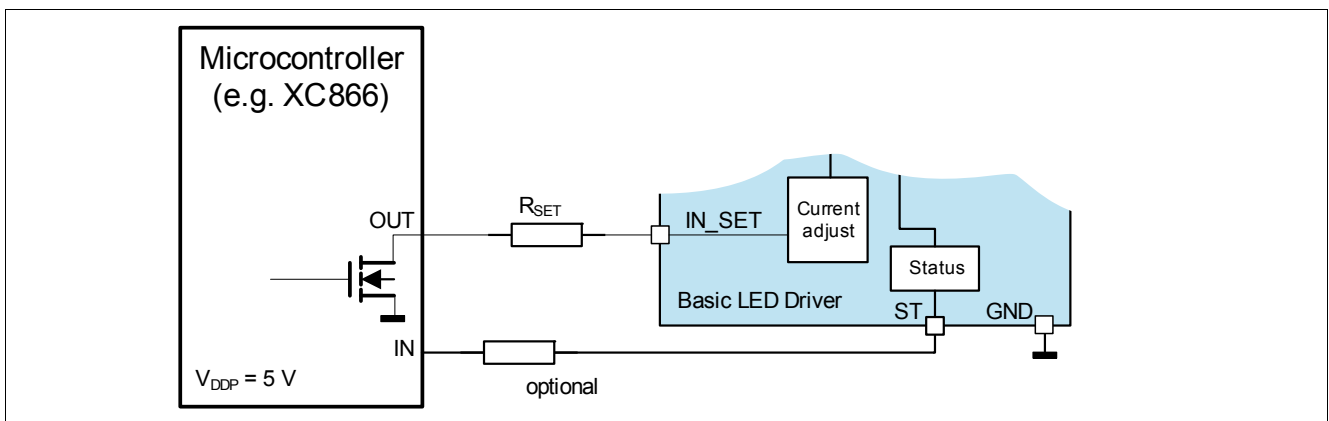 Microcontroller
(e.g. XC866)
OUT
RSET
IN_SET
Current
adjust
Status
Basic LED Driver
ST
GND
IN
VDDP = 5 V
optional